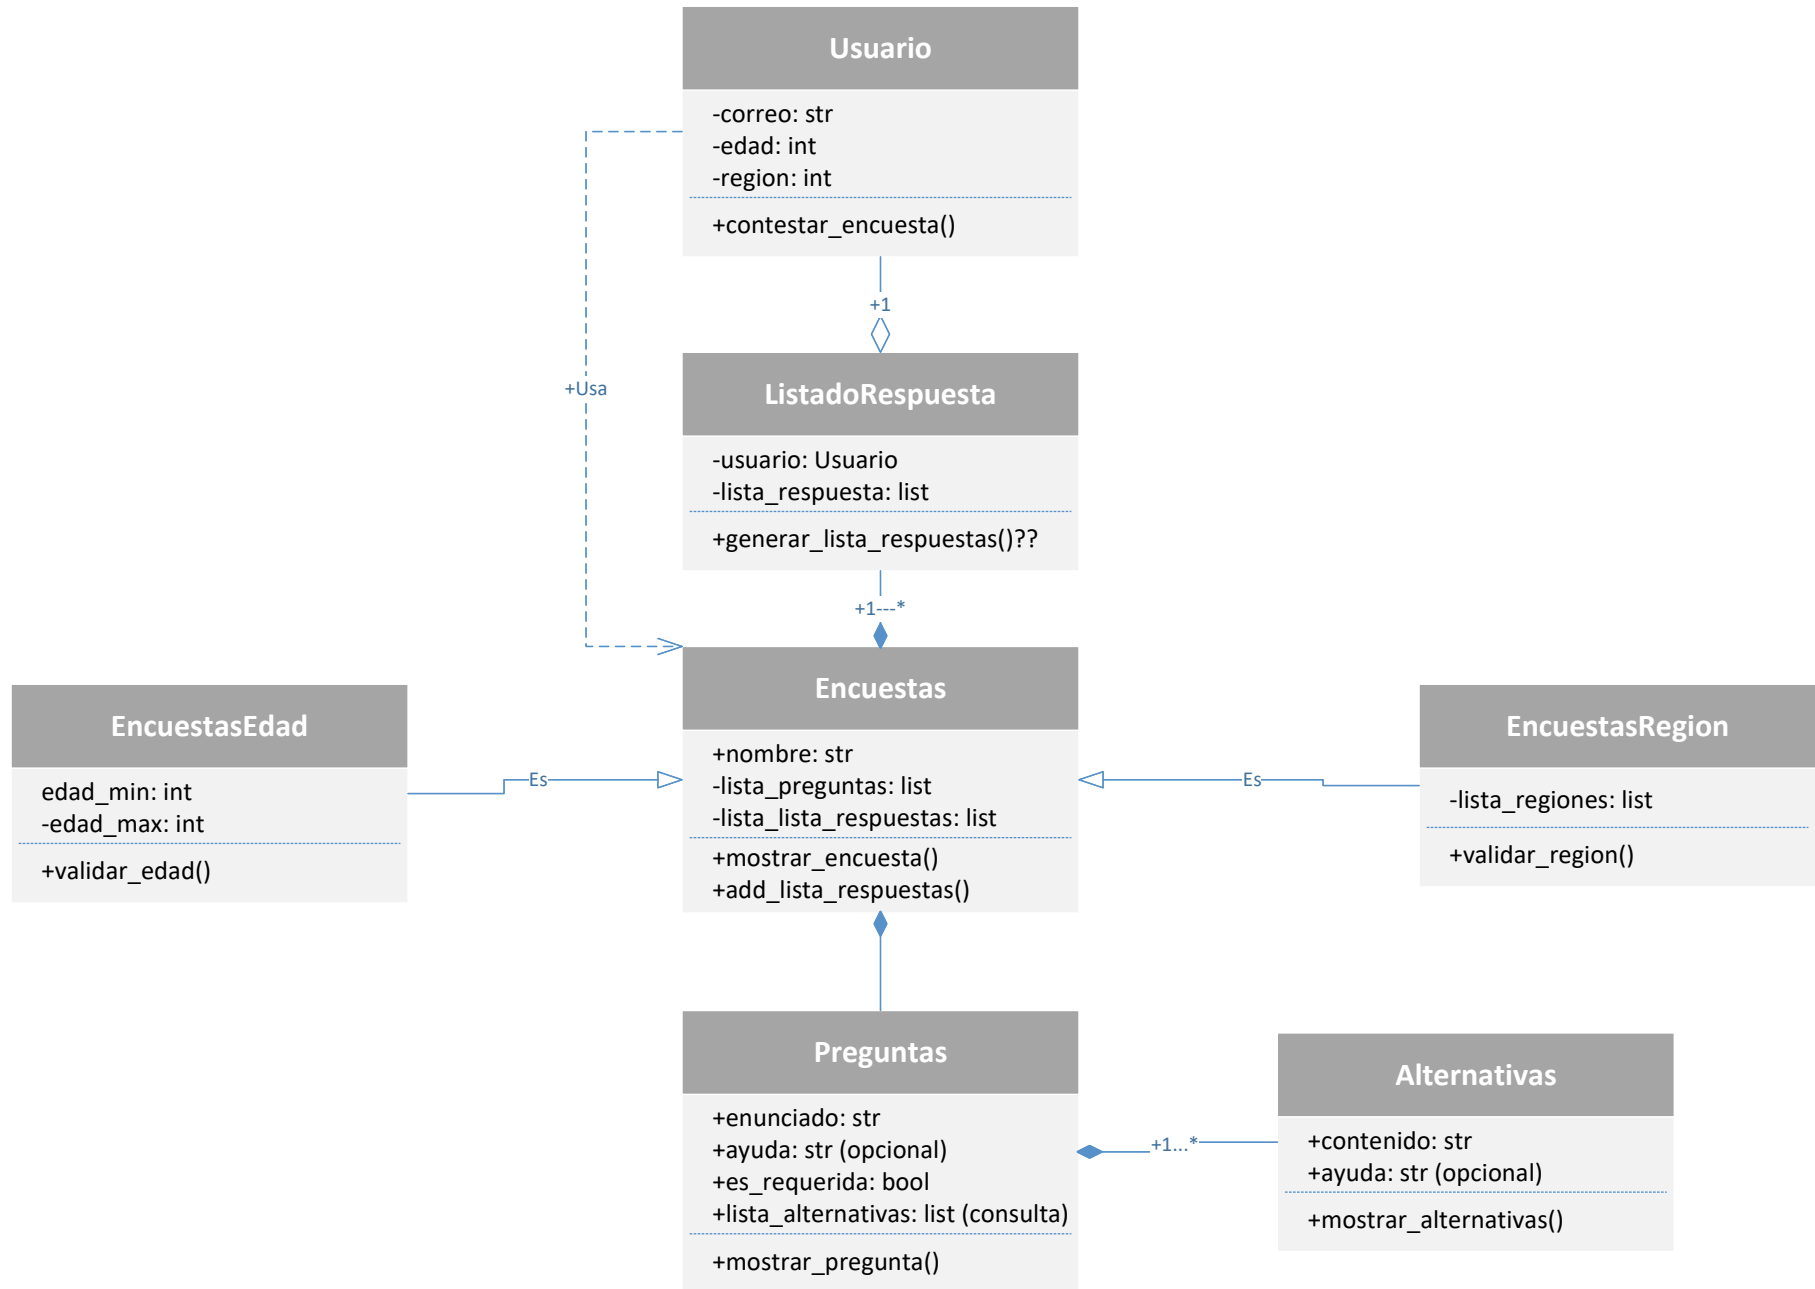 Usuario
-correo: str
-edad: int
-region: int
+contestar_encuesta()
+1
+Usa
ListadoRespuesta
-usuario: Usuario
-lista_respuesta: list
+generar_lista_respuestas()??
+1---*
Encuestas
+nombre: str
-lista_preguntas: list
-lista_lista_respuestas: list
+mostrar_encuesta()
+add_lista_respuestas()
EncuestasEdad
edad_min: int
-edad_max: int
+validar_edad()
Es
Es
EncuestasRegion
-lista_regiones: list
+validar_region()
Preguntas
+enunciado: str
+ayuda: str (opcional)
+es_requerida: bool
+lista_alternativas: list (consulta)
+mostrar_pregunta()
+1...*
Alternativas
+contenido: str
+ayuda: str (opcional)
+mostrar_alternativas()